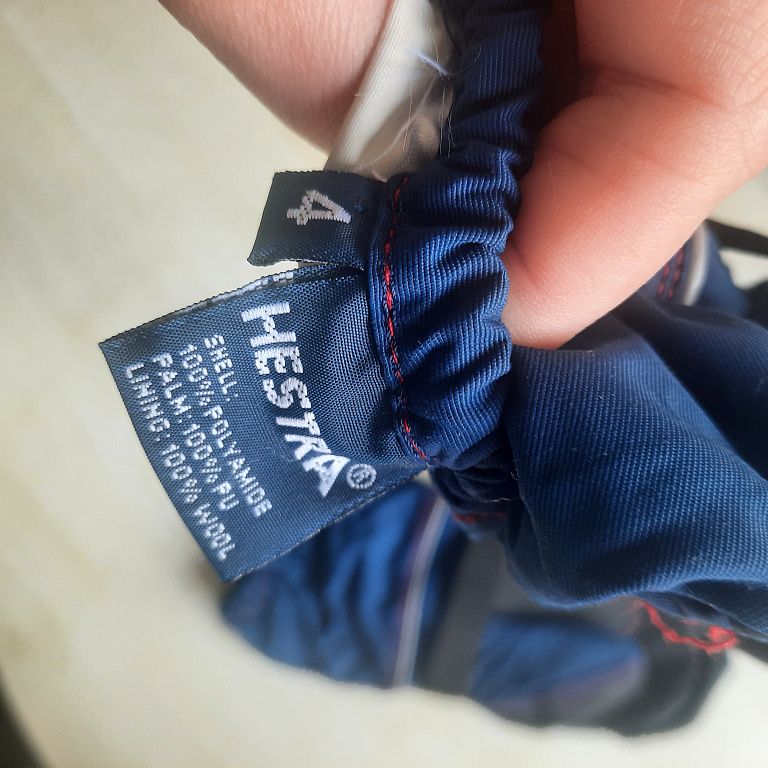 4
HESTRA®
SHELL:
100% POLYAMIDE
PALM: 100% PU
LINING: 100% WOOL